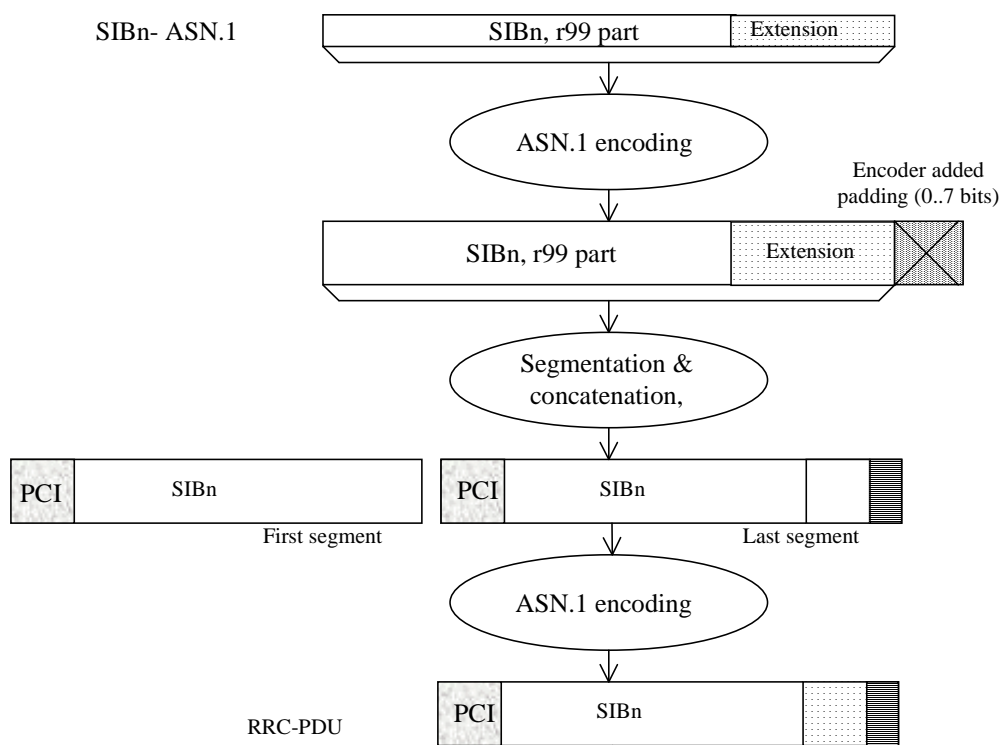 SIBn- ASN.1
SIBn, r99 part
Extension
ASN.1 encoding
Encoder added
padding (0..7 bits)
SIBn, r99 part
Extension
Segmentation &
concatenation,
PCI
SIBn
PCI
SIBn
First segment
Last segment
ASN.1 encoding
PCI
SIBn
RRC-PDU